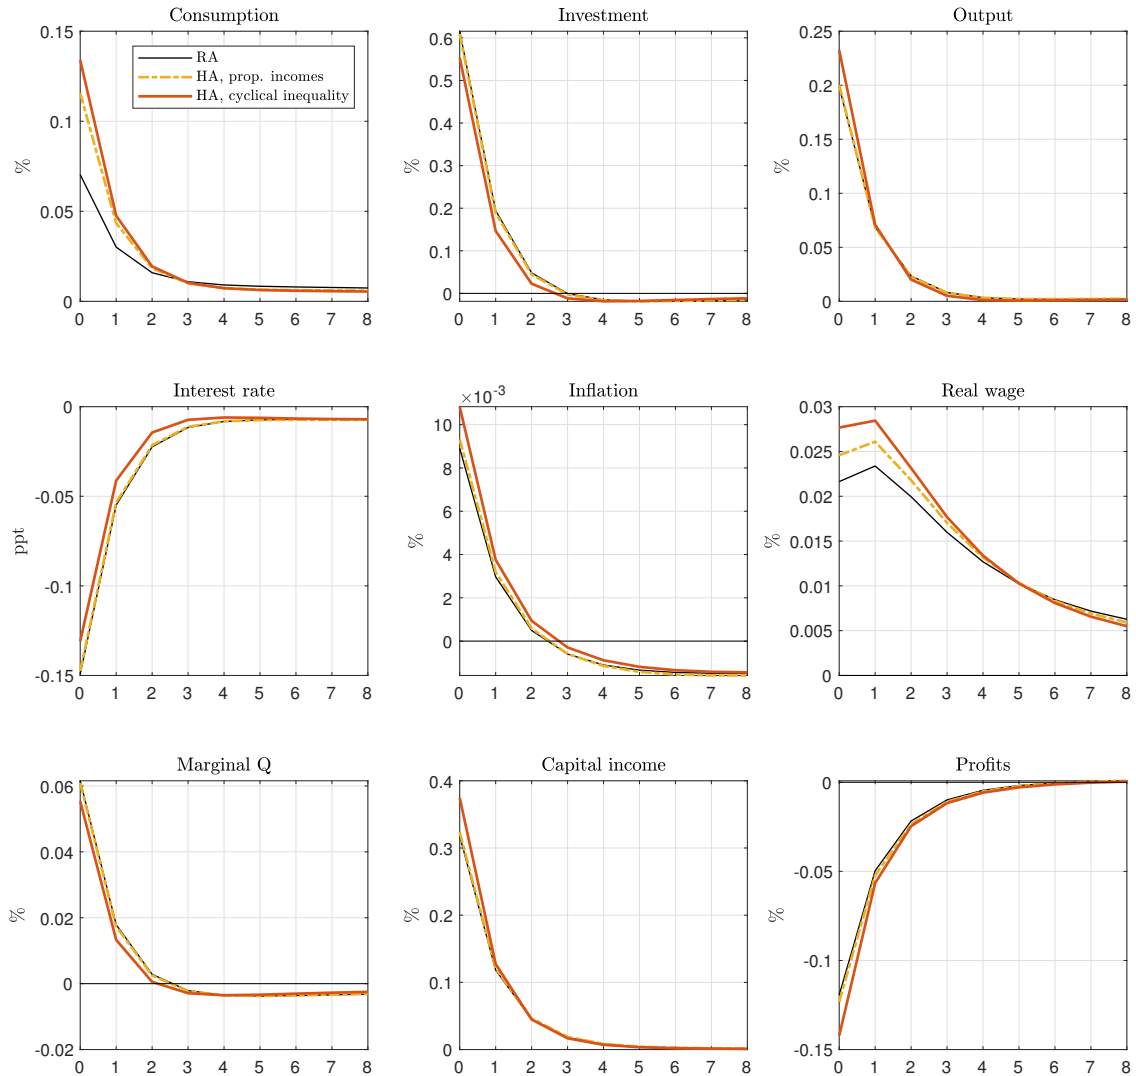 Consumption
Investment
Output
0.15
0.1
0.05
0
%
RA
HA, prop. incomes
HA, cyclical inequality
0 1 2 3 4 5 6 7 8
0.6
0.5
0.4
0.3
0.2
0.1
0
%
0 1 2 3 4 5 6 7 8
0.25
0.2
0.15
0.1
0.05
0
%
0 1 2 3 4 5 6 7 8
Interest rate
Inflation
Real wage
0
-0.05
-0.1
-0.15
ppt
0 1 2 3 4 5 6 7 8
×10⁻³
10
8
6
4
2
0
%
0 1 2 3 4 5 6 7 8
0.03
0.025
0.02
0.015
0.01
0.005
0
%
0 1 2 3 4 5 6 7 8
Marginal Q
Capital income
Profits
0.06
0.04
0.02
0
-0.02
%
0 1 2 3 4 5 6 7 8
0.4
0.3
0.2
0.1
0
%
0 1 2 3 4 5 6 7 8
0
-0.05
-0.1
-0.15
%
0 1 2 3 4 5 6 7 8